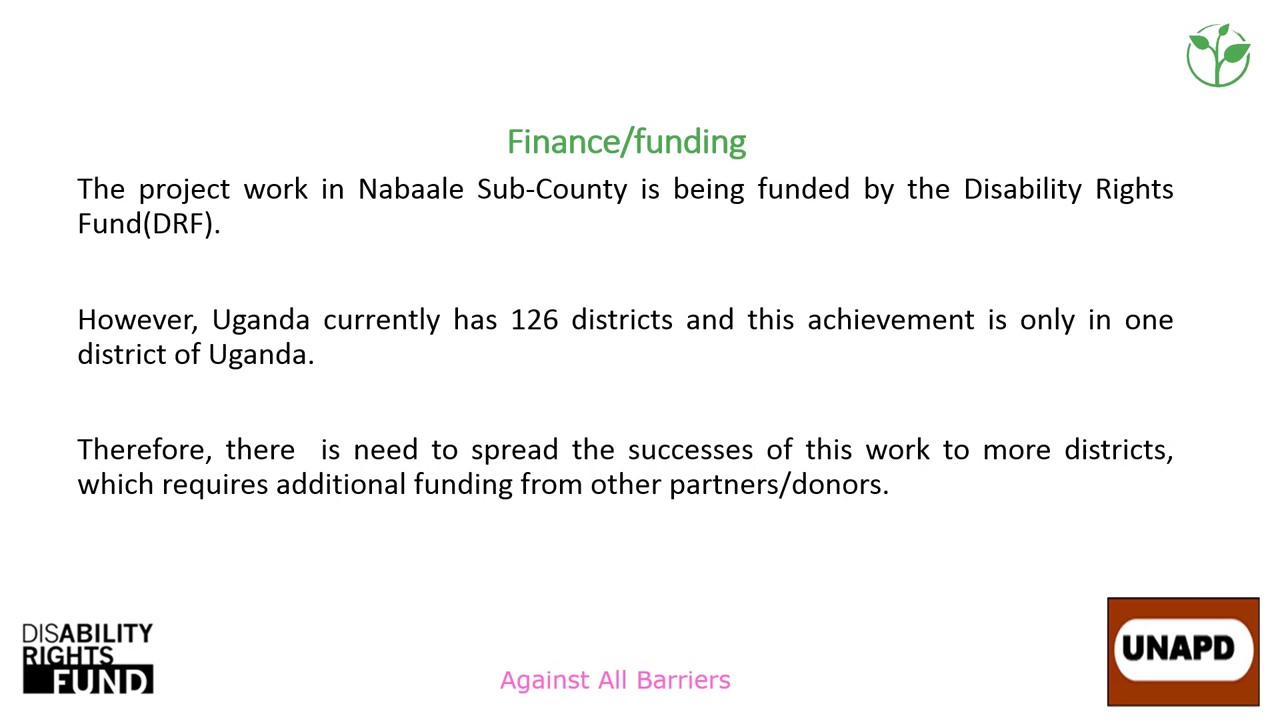 Finance/funding
The project work in Nabaale Sub-County is being funded by the Disability Rights
Fund(DRF).
However, Uganda currently has 126 districts and this achievement is only in one
district of Uganda.
Therefore, there  is need to spread the successes of this work to more districts,
which requires additional funding from other partners/donors.
DISABILITY
RIGHTS
FUND
Against All Barriers
UNAPD